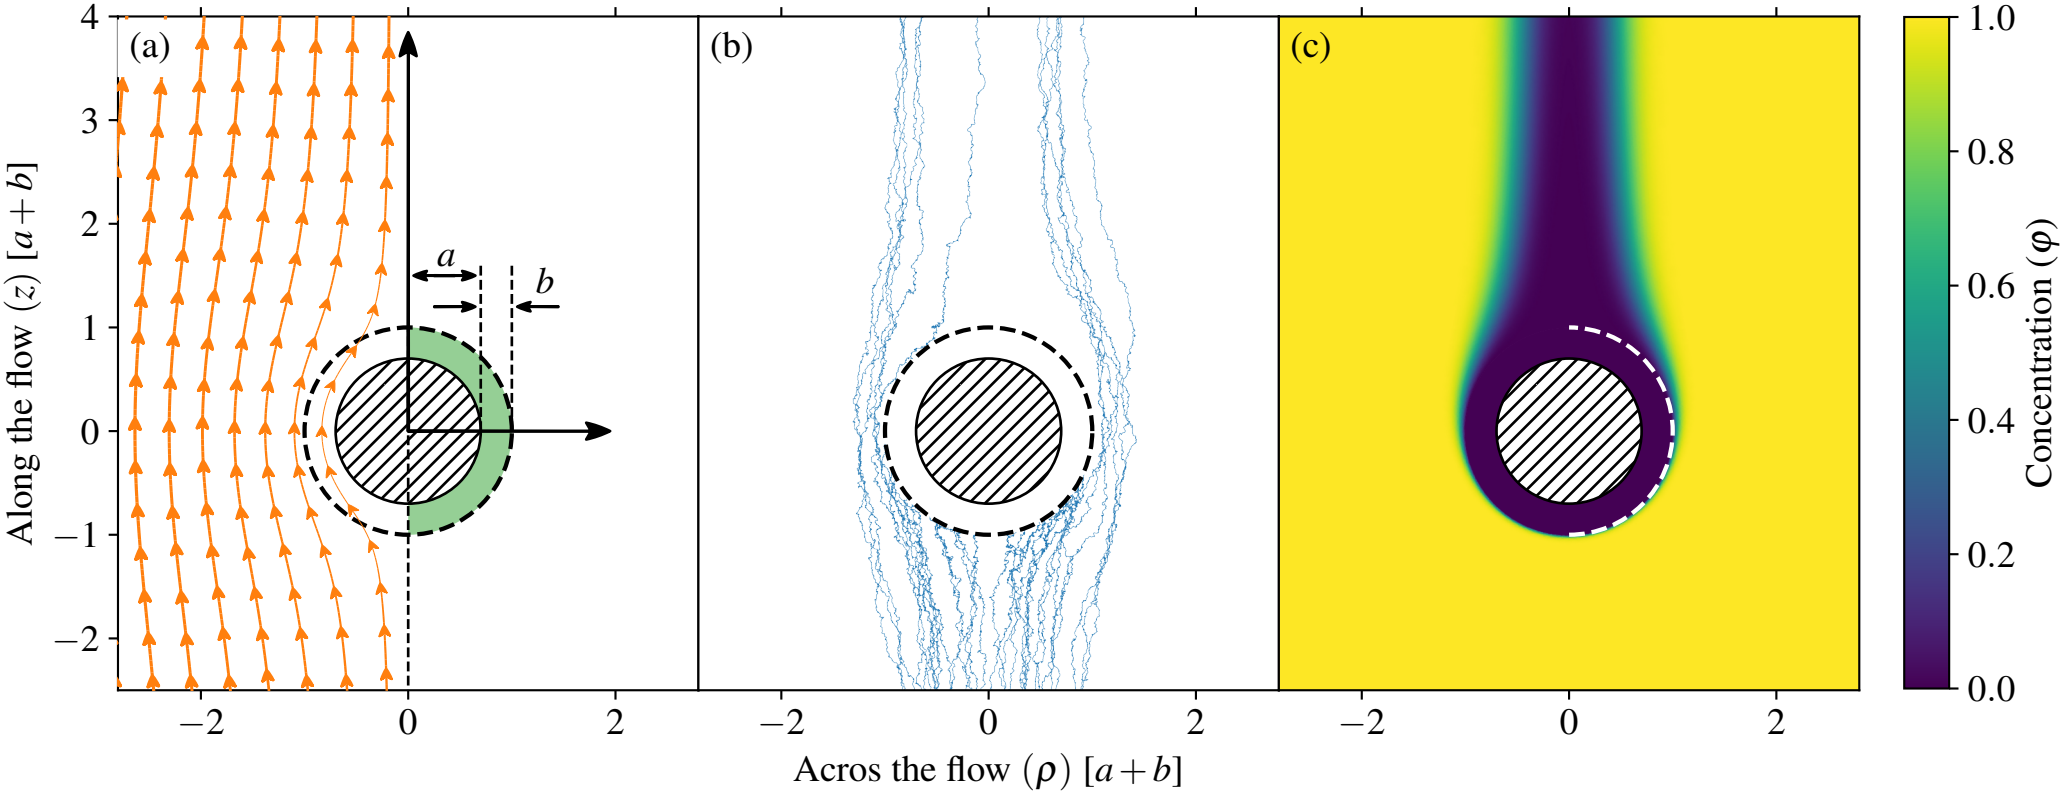 (a)
(b)
(c)
4
3
2
1
0
−1
−2
Along the flow (z) [a+b]
a
b
−2
0
2
−2
0
2
−2
0
2
Acros the flow (ρ) [a+b]
1.0
0.8
0.6
0.4
0.2
0.0
Concentration (φ)